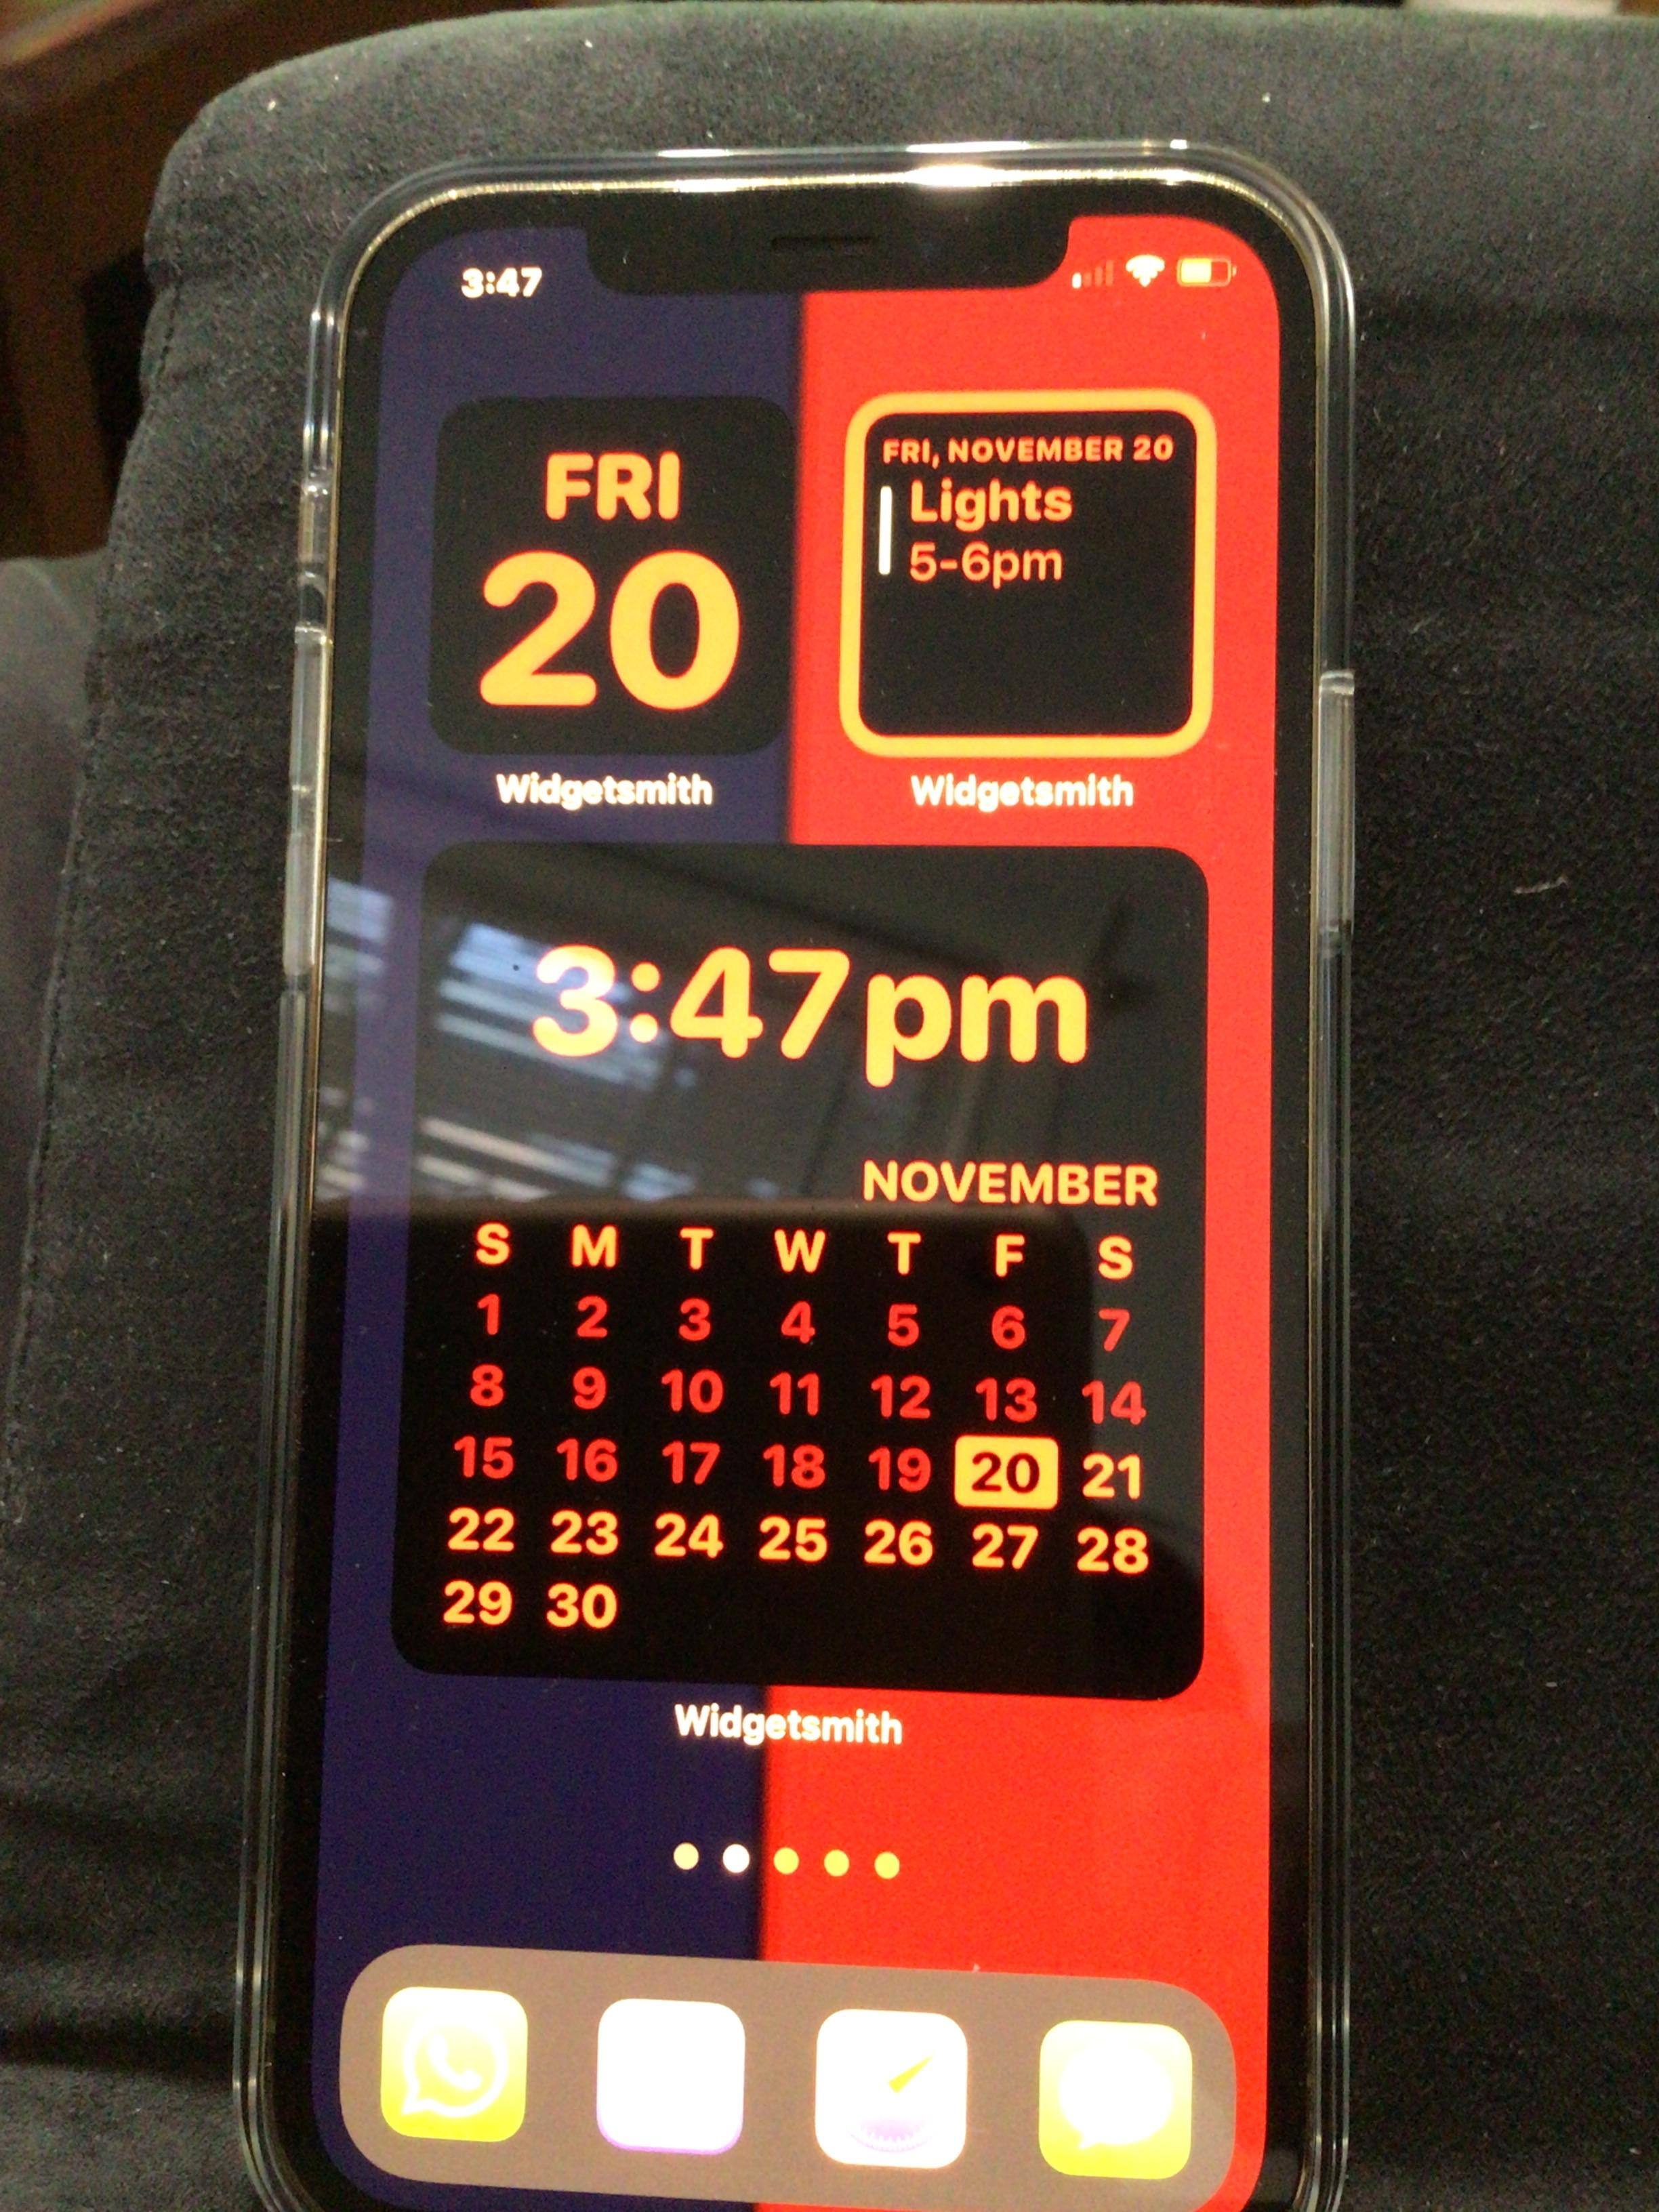 3:47
FRI
20
Widgetsmith
FRI, NOVEMBER 20
Lights
5-6pm
Widgetsmith
3:47pm
NOVEMBER
S M T W T F S
1 2 3 4 5 6 7
8 9 10 11 12 13 14
15 16 17 18 19 20 21
22 23 24 25 26 27 28
29 30
Widgetsmith